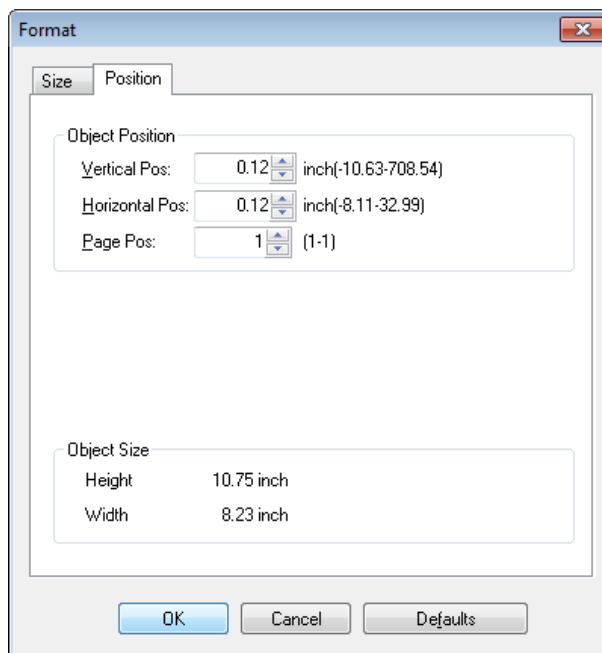 Format
Size Position
Object Position
Vertical Pos: 0.12 inch(-10.63-708.54)
Horizontal Pos: 0.12 inch(-8.11-32.99)
Page Pos: 1 (1-1)
Object Size
Height 10.75 inch
Width 8.23 inch
OK Cancel Defaults